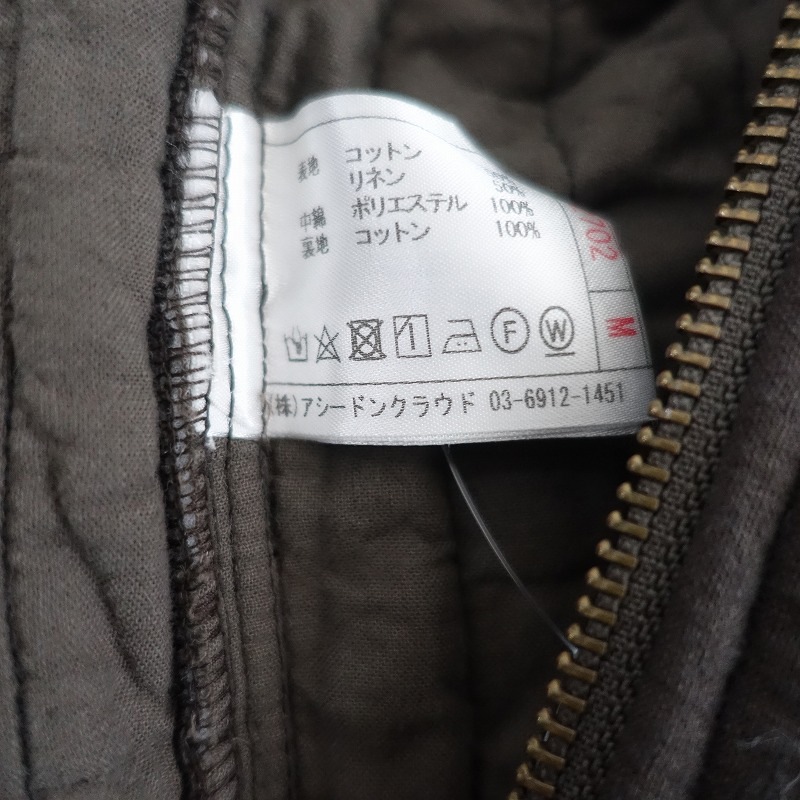 表地 コットン
リネン 50%
中綿 ポリエステル 100%
裏地 コットン 100%
702
M
F W
(株)アシードンクラウド 03-6912-1451